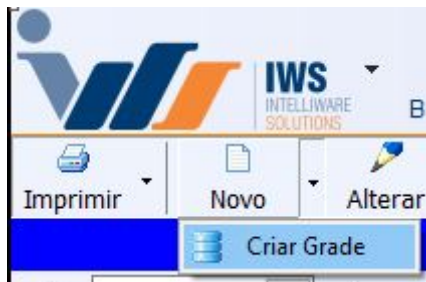 IWS
INTELLIWARE
SOLUTIONS
B
Imprimir Novo Alterar
Criar Grade